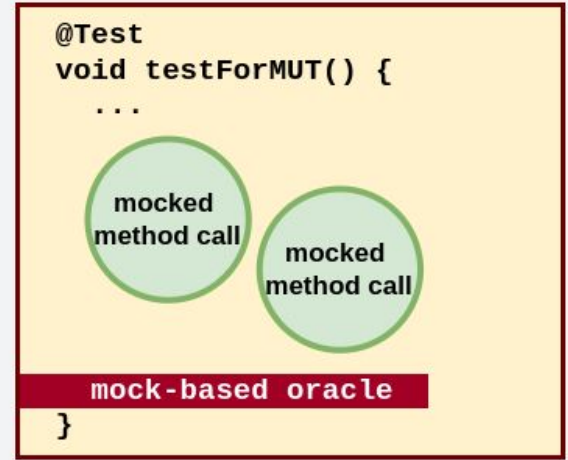 @Test
void testForMUT() {
...
mocked
method call
mocked
method call
mock-based oracle
}